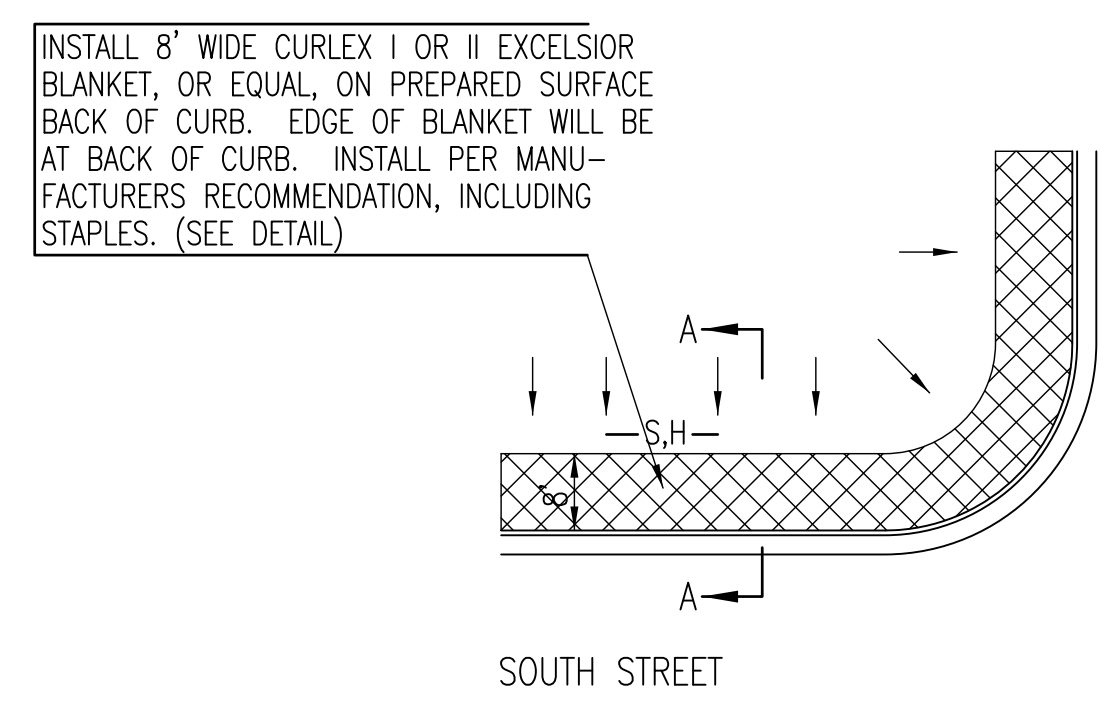 INSTALL 8' WIDE CURLEX I OR II EXCELSIOR
BLANKET, OR EQUAL, ON PREPARED SURFACE
BACK OF CURB. EDGE OF BLANKET WILL BE
AT BACK OF CURB. INSTALL PER MANU-
FACTURERS RECOMMENDATION, INCLUDING
STAPLES. (SEE DETAIL)
A
S,H
8'
A
SOUTH STREET